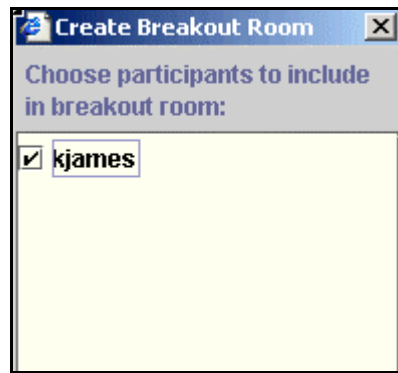 Create Breakout Room
Choose participants to include
in breakout room:
kjames